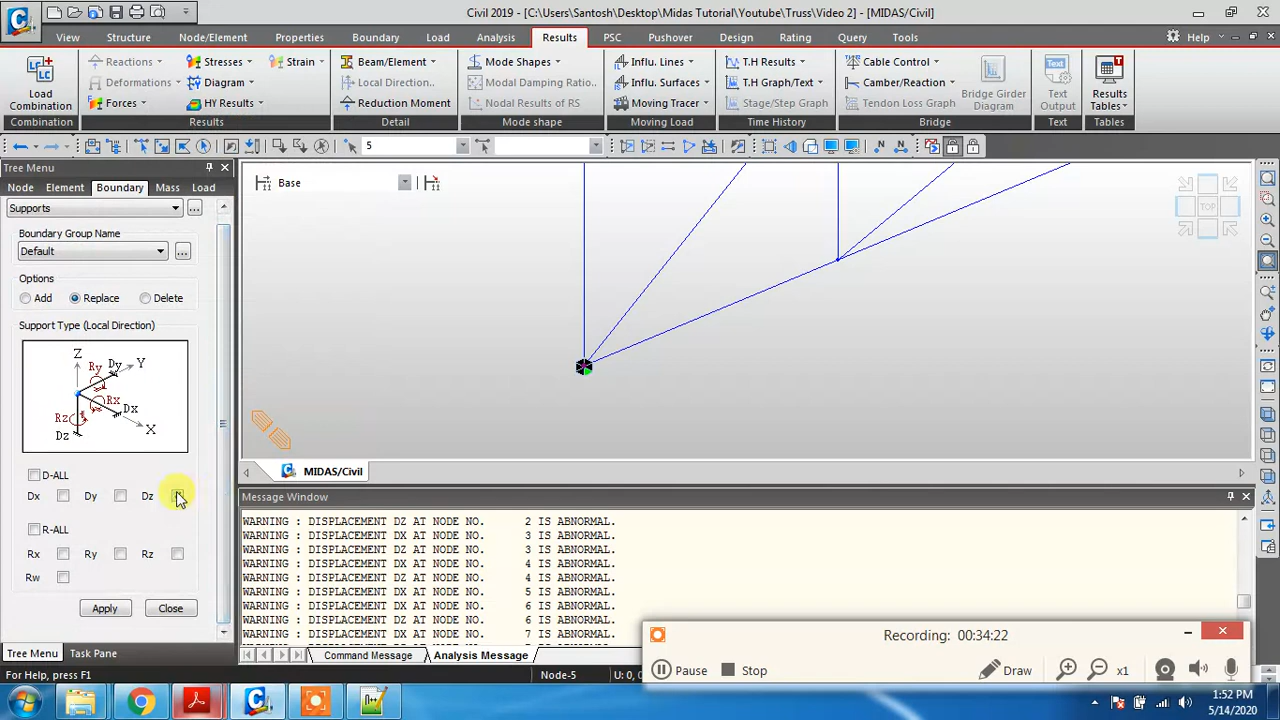 Civil 2019 - [C:\Users\Santosh\Desktop\Midas Tutorial\Youtube\Truss\Video 2] - [MIDAS/Civil]
View Structure Node/Element Properties Boundary Load Analysis Results PSC Pushover Design Rating Query Tools Help
Load Combination
Combination
Reactions
Deformations
Forces
Stresses
Diagram
HY Results
Strain
Results
Beam/Element
Local Direction...
Reduction Moment
Detail
Mode Shapes
Modal Damping Ratio...
Nodal Results of RS
Mode shape
Influ. Lines
Influ. Surfaces
Moving Tracer
Moving Load
T.H Results
T.H Graph/Text
Stage/Step Graph
Time History
Cable Control
Camber/Reaction
Tendon Loss Graph
Bridge Girder Diagram
Bridge
Text Output
Text
Results Tables
Tables
5
Tree Menu
Node Element Boundary Mass Load
Supports
...
Boundary Group Name
Default
...
Options
Add Replace Delete
Support Type (Local Direction)
Z
Ry Dy Y
Rx
Rz Dx
Dz X
D-ALL
Dx Dy Dz
R-ALL
Rx Ry Rz
Rw
Apply Close
Tree Menu Task Pane
Base
TOP
MIDAS/Civil
Message Window
WARNING : DISPLACEMENT DZ AT NODE NO. 2 IS ABNORMAL.
WARNING : DISPLACEMENT DX AT NODE NO. 3 IS ABNORMAL.
WARNING : DISPLACEMENT DZ AT NODE NO. 3 IS ABNORMAL.
WARNING : DISPLACEMENT DX AT NODE NO. 4 IS ABNORMAL.
WARNING : DISPLACEMENT DZ AT NODE NO. 4 IS ABNORMAL.
WARNING : DISPLACEMENT DX AT NODE NO. 5 IS ABNORMAL.
WARNING : DISPLACEMENT DX AT NODE NO. 6 IS ABNORMAL.
WARNING : DISPLACEMENT DZ AT NODE NO. 6 IS ABNORMAL.
WARNING : DISPLACEMENT DX AT NODE NO. 7 IS ABNORMAL.
Command Message Analysis Message
Recording: 00:34:22
Pause Stop Draw x1
For Help, press F1
Node-5
U: 0, 0
1:52 PM
5/14/2020